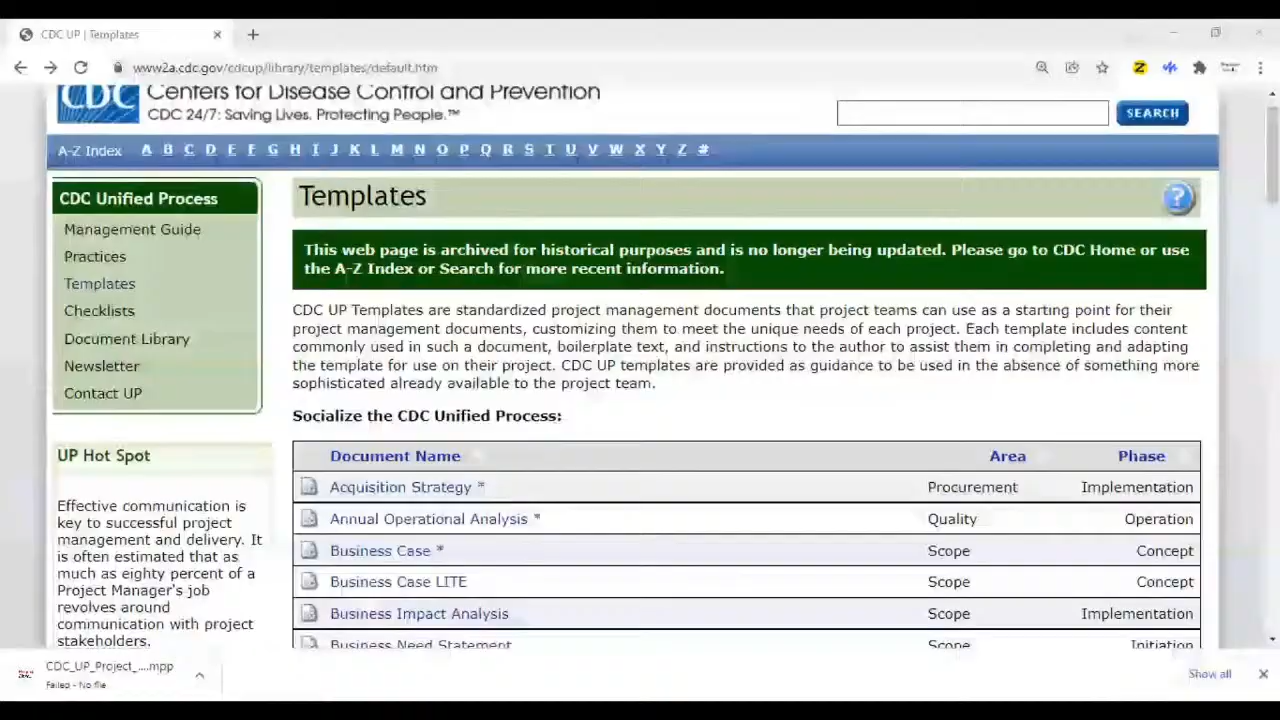 CDC UP | Templates
www2a.cdc.gov/cdcup/library/templates/default.htm
CDC Centers for Disease Control and Prevention
CDC 24/7: Saving Lives. Protecting People.™
SEARCH
A-Z Index A B C D E F G H I J K L M N O P Q R S T U V W X Y Z #
CDC Unified Process
Management Guide
Practices
Templates
Checklists
Document Library
Newsletter
Contact UP
UP Hot Spot
Effective communication is
key to successful project
management and delivery. It
is often estimated that as
much as eighty percent of a
Project Manager's job
revolves around
communication with project
stakeholders.
Templates
?
This web page is archived for historical purposes and is no longer being updated. Please go to CDC Home or use
the A-Z Index or Search for more recent information.
CDC UP Templates are standardized project management documents that project teams can use as a starting point for their
project management documents, customizing them to meet the unique needs of each project. Each template includes content
commonly used in such a document, boilerplate text, and instructions to the author to assist them in completing and adapting
the template for use on their project. CDC UP templates are provided as guidance to be used in the absence of something more
sophisticated already available to the project team.
Socialize the CDC Unified Process:
Document Name Area Phase
Acquisition Strategy * Procurement Implementation
Annual Operational Analysis * Quality Operation
Business Case * Scope Concept
Business Case LITE Scope Concept
Business Impact Analysis Scope Implementation
Business Need Statement Scope Initiation
CDC_UP_Project_....mpp
Failed - No file
Show all